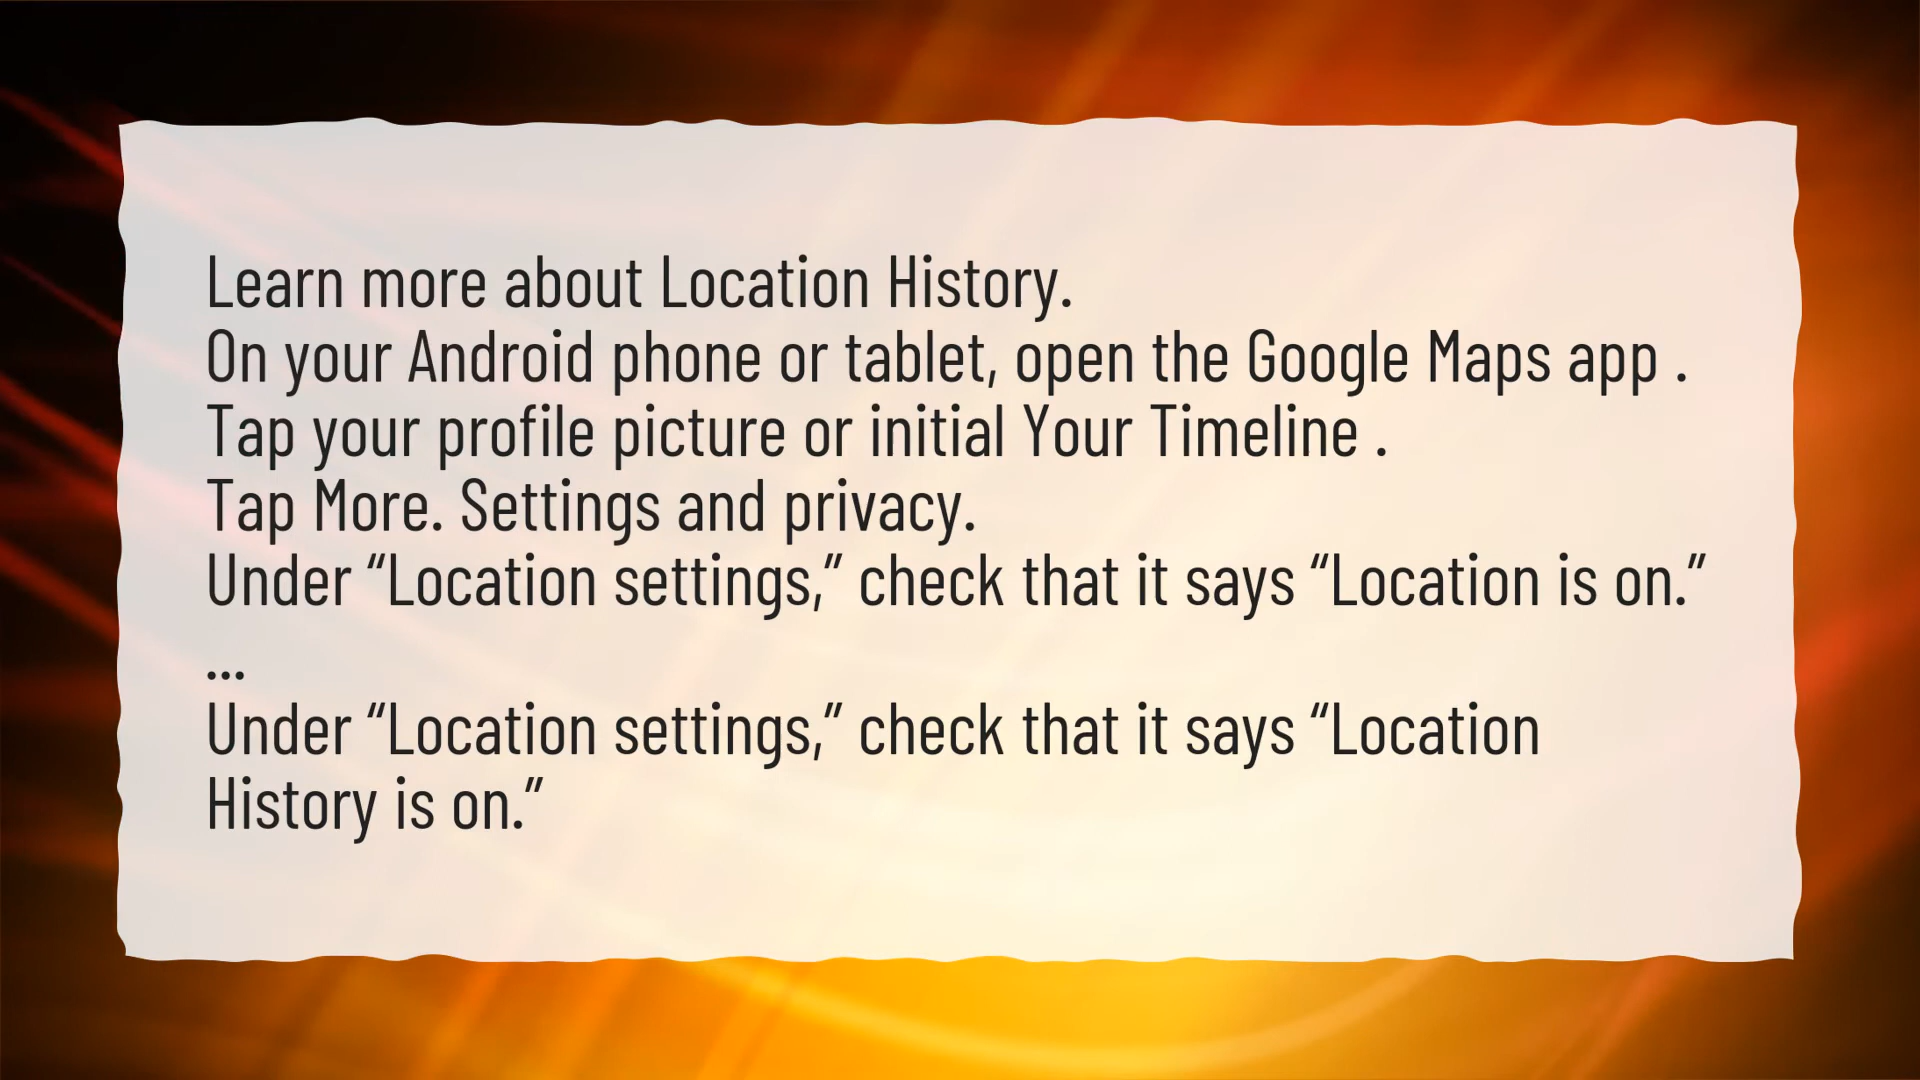 Learn more about Location History.
On your Android phone or tablet, open the Google Maps app .
Tap your profile picture or initial Your Timeline .
Tap More. Settings and privacy.
Under “Location settings,” check that it says “Location is on.”
...
Under “Location settings,” check that it says “Location
History is on.”